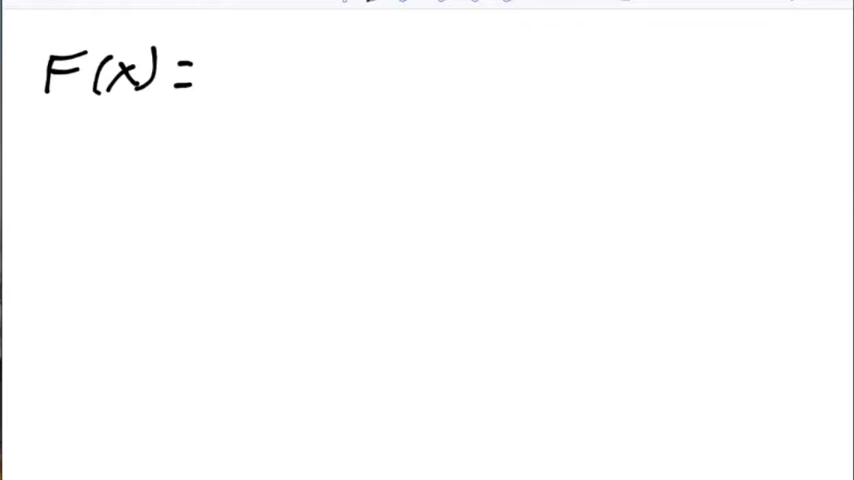 F(x) =